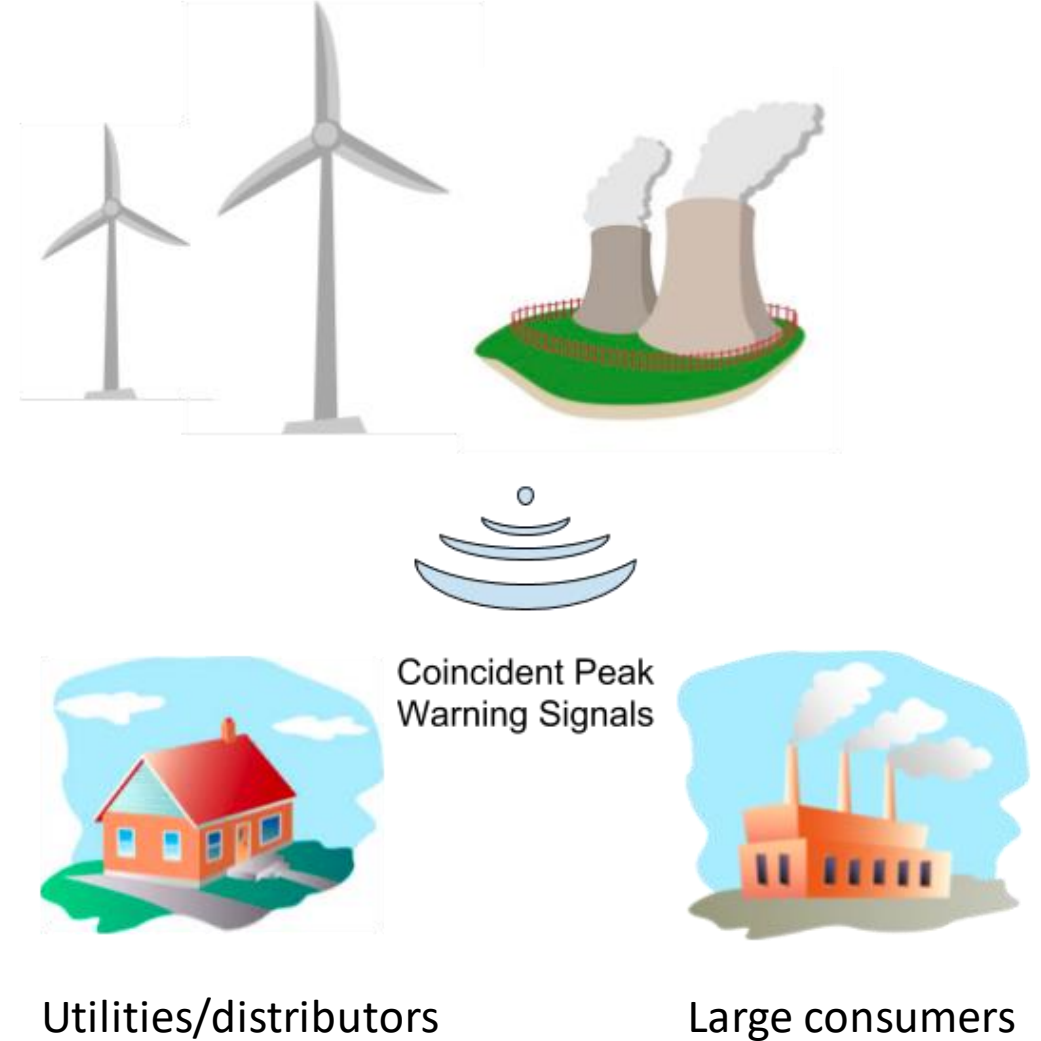 Coincident Peak
Warning Signals
Utilities/distributors
Large consumers